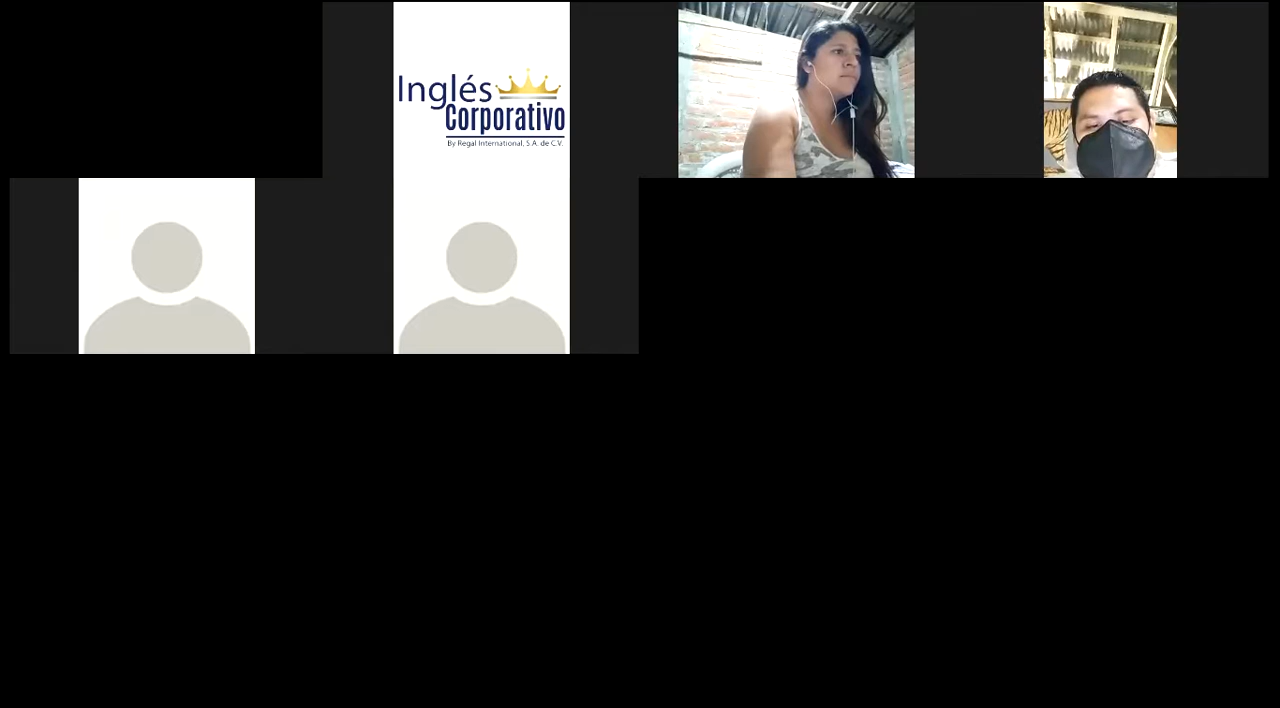 Inglés
Corporativo
By Regal International, S.A. de C.V.